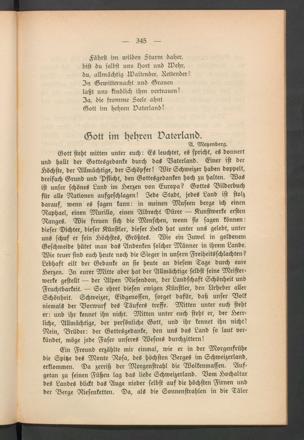 — 345 —
Fährst im wilden Sturm daher,
bist du selbst uns Hort und Wehr,
du, allmächtig Waltender, Rettender!
In Gewitternacht und Grauen
laßt uns kindlich ihm vertrauen!
Ja, die fromme Seele ahnt
Gott im hehren Vaterland!
Gott im hehren Vaterland.
A. Meyenberg.
Gott steht mitten unter euch: Es leuchtet, es spricht, es donnert
und hallt der Gottesgedanke durch das Vaterland. Einer ist der
Höchste, der Allmächtige, der Schöpfer! Wir Schweizer haben doppelt,
dreifach Grund und Pflicht, den Gottesgedanken hoch zu halten. Was
ist unser schönes Land im Herzen von Europa? Gottes Bilderbuch
für alle Nationen aufgeschlagen! Jede Stadt, jedes Land ist stolz
darauf, wenn es sagen kann: in meinen Museen berge ich einen
Raphael, einen Murillo, einen Albrecht Dürer — Kunstwerke ersten
Ranges. Wie freuen sich die Menschen, wenn sie sagen können:
dieser Dichter, dieser Künstler, dieser Held hat unter uns gelebt, unter
uns schuf er sein Höchstes, Größtes. Wie ein Juwel in goldenem
Geschmeide hütet man das Andenken solcher Männer in ihrem Lande.
Wie teuer sind euch heute noch die Sieger in unsern Freiheitsschlachten!
Lebhaft eilt der Gedanke an sie heute an diesem Tage durch eure
Herzen. In eurer Mitte aber hat der Allmächtige selbst seine Meister-
werke gestellt — der Alpen Riesenbau, der Landschaft Schönheit und
Fruchtbarkeit. — So ehret diesen ewigen Künstler, den Urheber aller
Schönheit. Schweizer, Eidgenossen, sorget dafür, daß unser Volk
niemals der Vorwurf des Täufers treffe. Mitten unter euch steht
er: und ihr kennet ihn nicht. Mitten unter euch steht er, der Herr-
liche, Allmächtige, der persönliche Gott, und ihr kennet ihn nicht!
Nein, Brüder: der Gottesgedanke, den uns das Land so laut ver-
kündet, möge jede Faser unseres Wesens durchzittern!
Ein Freund erzählte mir einmal, wie er in der Morgenfrühe
die Spitze des Monte Rosa, des höchsten Berges im Schweizerland,
erklommen. Da zerriß der Morgenstrahl die Wolkenmassen. Auf-
getan zu seinen Füßen lag das liebe Schweizerland. Vom Hochaltar
des Landes blickt das Auge nieder selbst auf die höchsten Firnen und
der Berge Riesenketten. Da, als die Sonnenstrahlen in die Täler